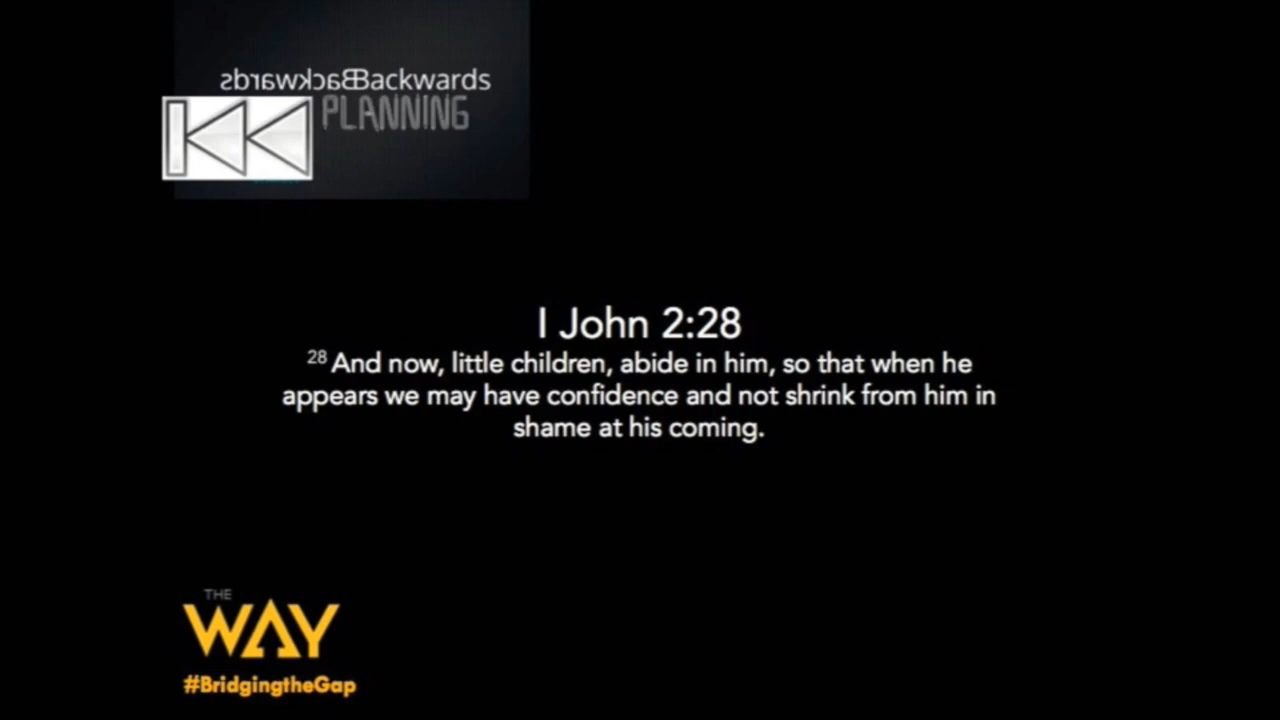 sbrawkcaBBackwards
PLANNING
I John 2:28
28 And now, little children, abide in him, so that when he
appears we may have confidence and not shrink from him in
shame at his coming.
THE
WAY
#BridgingtheGap